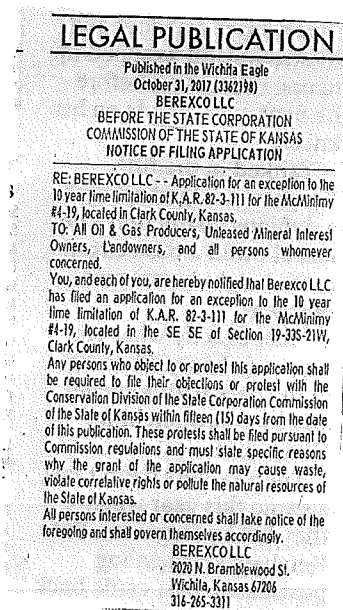 LEGAL PUBLICATION
Published in the Wichita Eagle
October 31, 2017 (3362198)
BEREXCO LLC
BEFORE THE STATE CORPORATION
COMMISSION OF THE STATE OF KANSAS
NOTICE OF FILING APPLICATION
RE: BEREXCO LLC - - Application for an exception to the
10 year time limitation of K.A.R. 82-3-111 for the McMinimy
#4-19, located in Clark County, Kansas.
TO: All Oil & Gas Producers, Unleased Mineral Interest
Owners, Landowners, and all persons whomever
concerned.
You, and each of you, are hereby notified that Berexco LLC
has filed an application for an exception to the 10 year
time limitation of K.A.R. 82-3-111 for the McMinimy
#4-19, located in the SE SE of Section 19-33S-21W,
Clark County, Kansas.
Any persons who object to or protest this application shall
be required to file their objections or protest with the
Conservation Division of the State Corporation Commission
of the State of Kansas within fifteen (15) days from the date
of this publication. These protests shall be filed pursuant to
Commission regulations and must state specific reasons
why the grant of the application may cause waste,
violate correlative rights or pollute the natural resources of
the State of Kansas.
All persons interested or concerned shall take notice of the
foregoing and shall govern themselves accordingly.
BEREXCO LLC
2020 N. Bramblewood St.
Wichita, Kansas 67206
316-265-3311